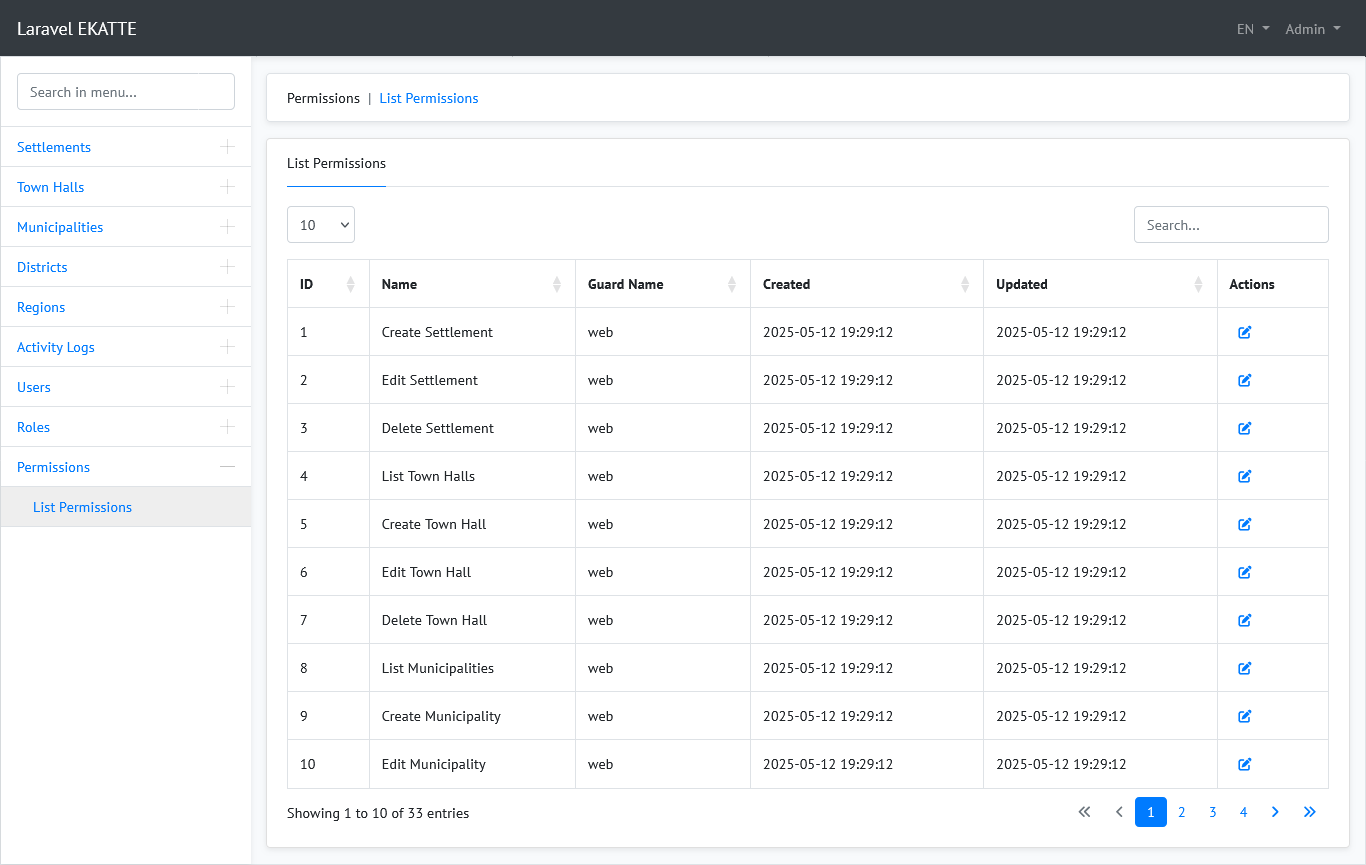 Laravel EKATTE
EN
Admin
Search in menu...
Settlements
Town Halls
Municipalities
Districts
Regions
Activity Logs
Users
Roles
Permissions
List Permissions
Permissions | List Permissions
List Permissions
10
Search...
ID Name Guard Name Created Updated Actions
1 Create Settlement web 2025-05-12 19:29:12 2025-05-12 19:29:12
2 Edit Settlement web 2025-05-12 19:29:12 2025-05-12 19:29:12
3 Delete Settlement web 2025-05-12 19:29:12 2025-05-12 19:29:12
4 List Town Halls web 2025-05-12 19:29:12 2025-05-12 19:29:12
5 Create Town Hall web 2025-05-12 19:29:12 2025-05-12 19:29:12
6 Edit Town Hall web 2025-05-12 19:29:12 2025-05-12 19:29:12
7 Delete Town Hall web 2025-05-12 19:29:12 2025-05-12 19:29:12
8 List Municipalities web 2025-05-12 19:29:12 2025-05-12 19:29:12
9 Create Municipality web 2025-05-12 19:29:12 2025-05-12 19:29:12
10 Edit Municipality web 2025-05-12 19:29:12 2025-05-12 19:29:12
Showing 1 to 10 of 33 entries
1 2 3 4